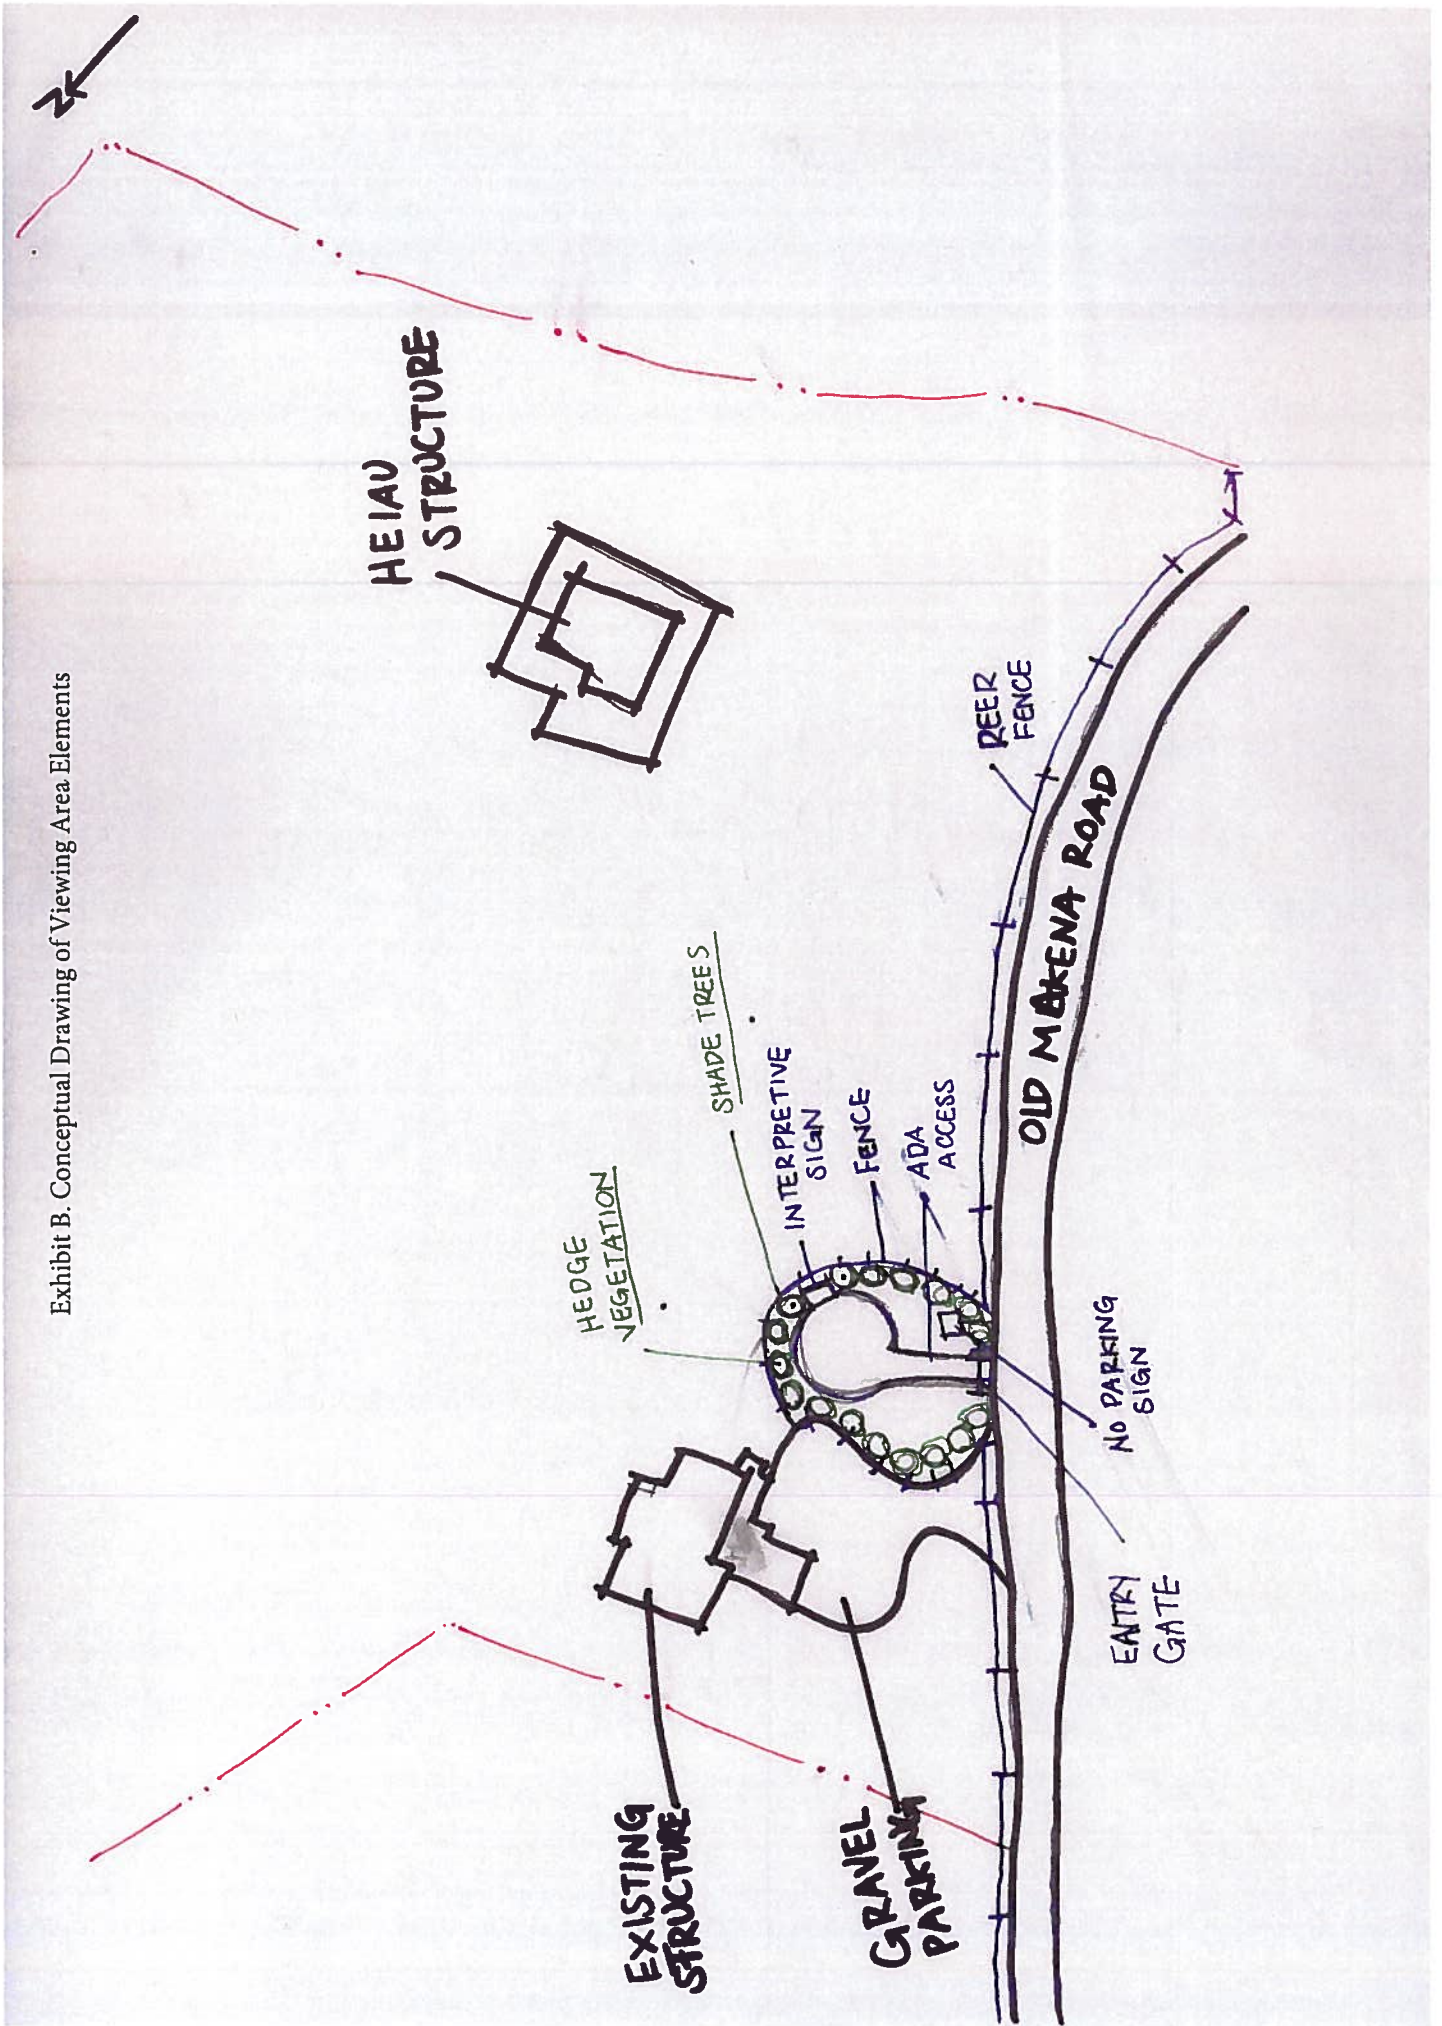 Exhibit B. Conceptual Drawing of Viewing Area Elements
N
HEIAU
STRUCTURE
HEDGE
VEGETATION
SHADE TREES
INTERPRETIVE
SIGN
FENCE
ADA
ACCESS
DEER
FENCE
OLD MAKENA ROAD
EXISTING
STRUCTURE
GRAVEL
PARKING
ENTRY
GATE
NO PARKING
SIGN